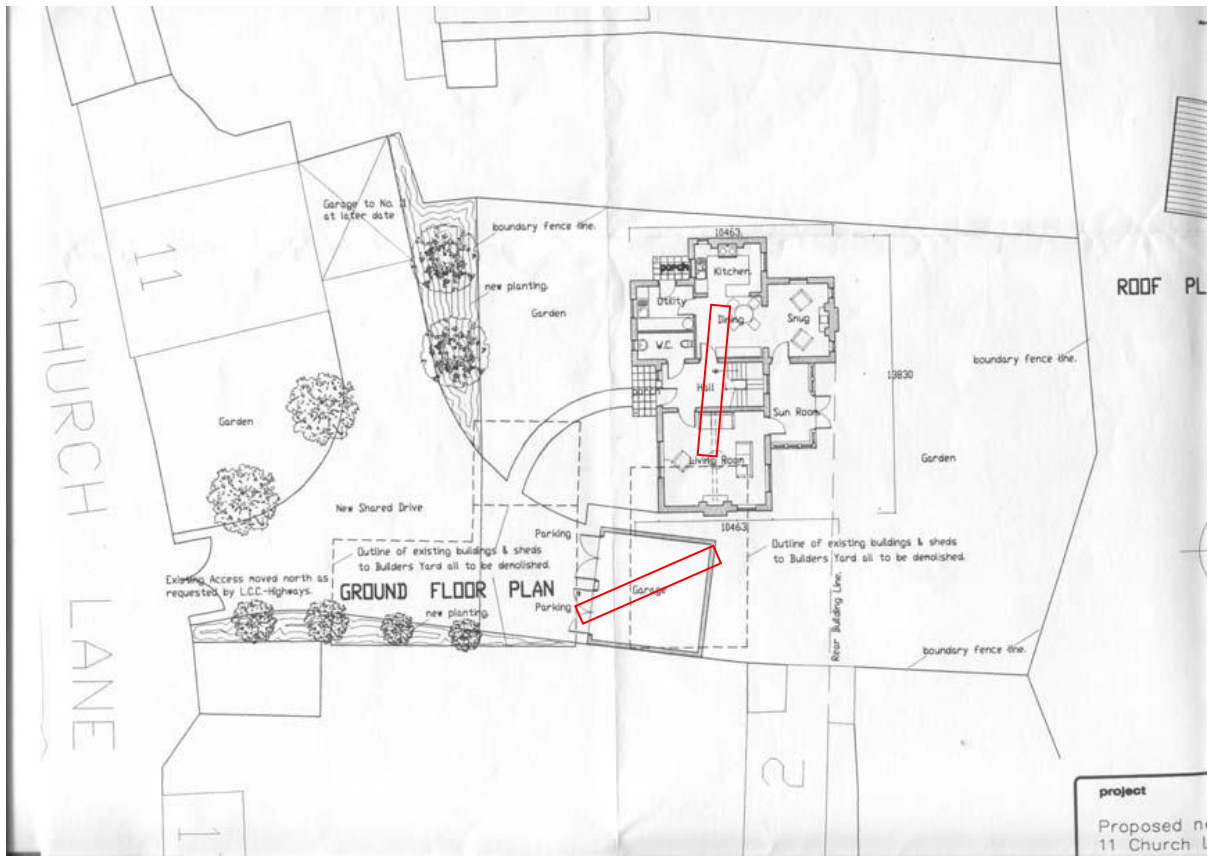 Garage to No.
at later date
boundary fence line.
10463
porch
Kitchen
11
new planting.
Garden
Utility
Dining
Snug
ROOF PL
W.C.
boundary fence line.
Hall
13830
CHURCH LANE
Garden
Sun Room
Living Room
Garden
New Shared Drive
10463
Parking
Outline of existing buildings & sheds
to Builders Yard all to be demolished.
Outline of existing buildings & sheds
to Builders Yard all to be demolished.
Existing Access moved north as
requested by L.C.C.-Highways.
GROUND FLOOR PLAN
Garage
Parking
new planting.
Rear Building Line.
boundary fence line.
2
project
Proposed
11 Church
1